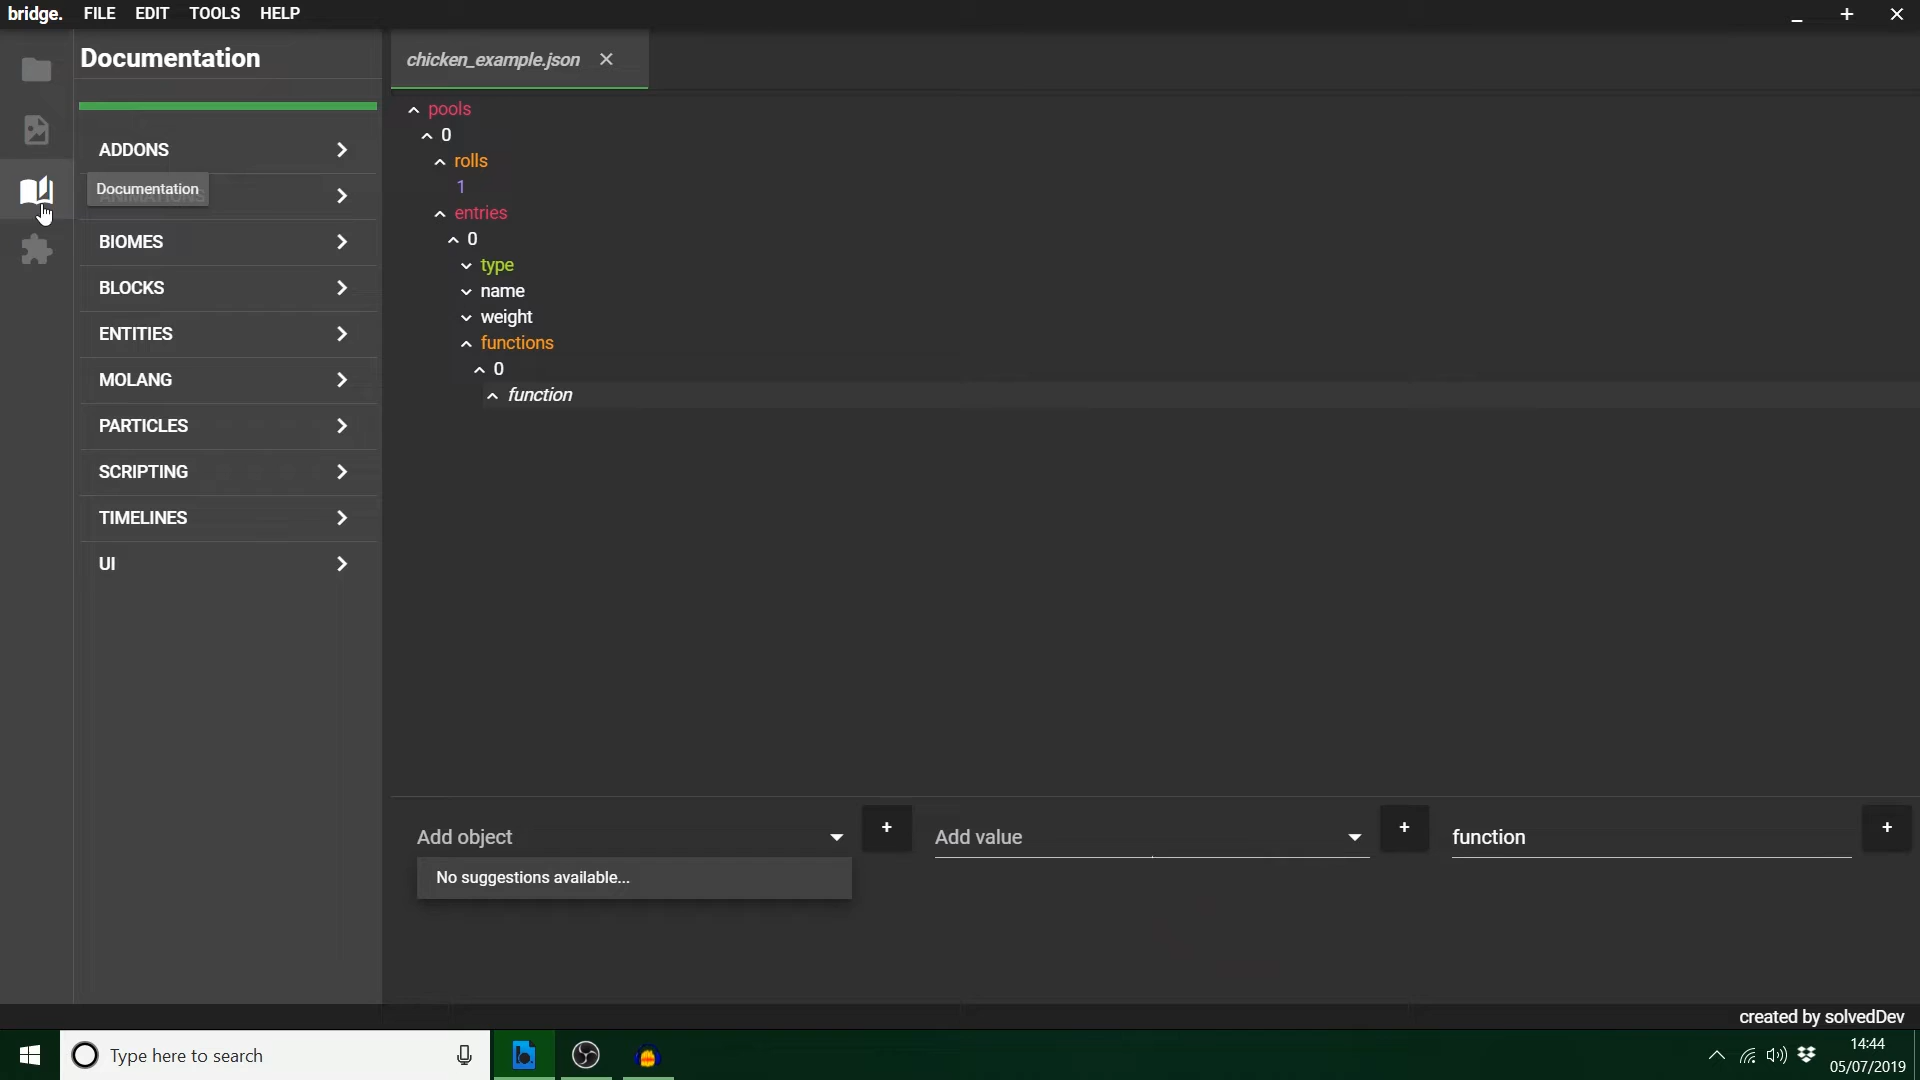 bridge. FILE EDIT TOOLS HELP
Documentation
chicken_example.json
ADDONS
Documentation
ANIMATIONS
BIOMES
BLOCKS
ENTITIES
MOLANG
PARTICLES
SCRIPTING
TIMELINES
UI
pools
0
rolls
1
entries
0
type
name
weight
functions
0
function
Add object
+
Add value
+
function
+
No suggestions available...
created by solvedDev
Type here to search
14:44
05/07/2019